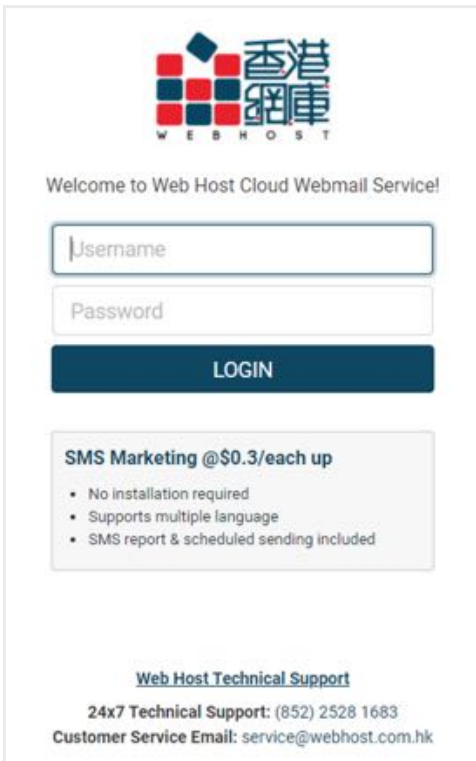 香港
網庫
WEBHOST
Welcome to Web Host Cloud Webmail Service!
Username
Password
LOGIN
SMS Marketing @$0.3/each up
• No installation required
• Supports multiple language
• SMS report & scheduled sending included
Web Host Technical Support
24x7 Technical Support: (852) 2528 1683
Customer Service Email: service@webhost.com.hk